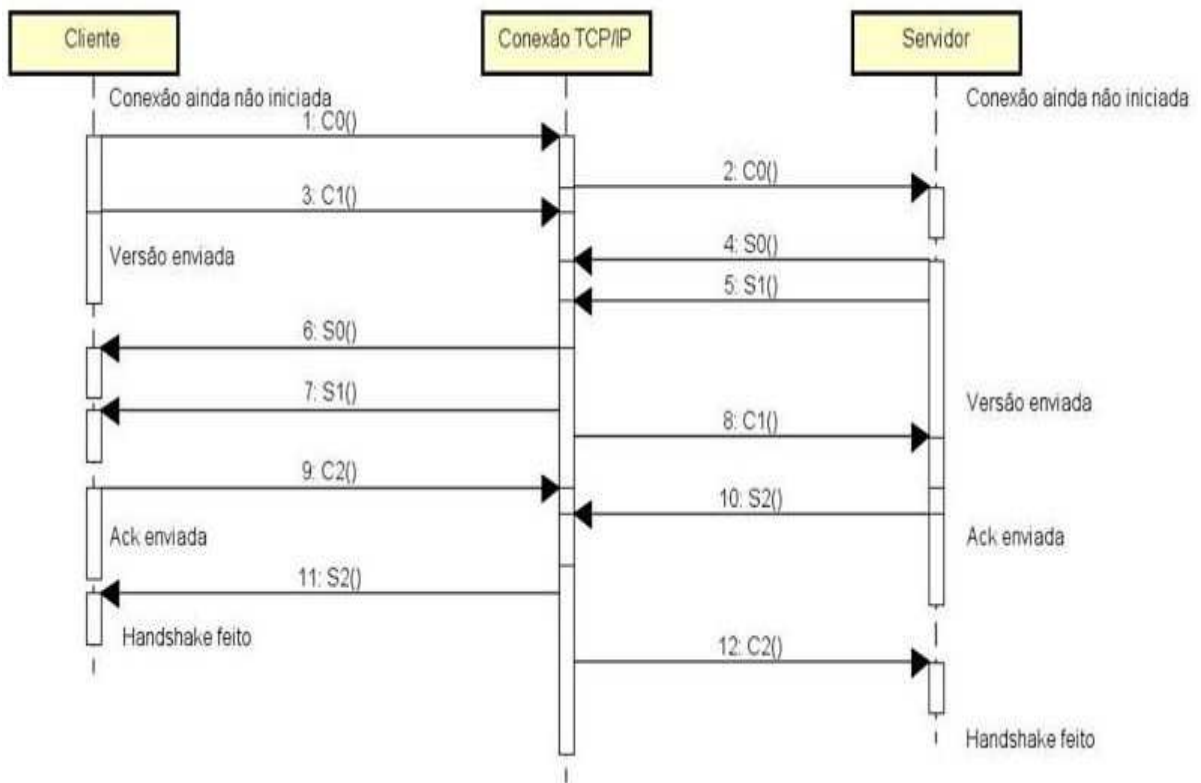 Cliente
Conexão TCP/IP
Servidor
Conexão ainda não iniciada
Conexão ainda não iniciada
1: C0()
2: C0()
3: C1()
Versão enviada
4: S0()
5: S1()
6: S0()
7: S1()
Versão enviada
8: C1()
9: C2()
10: S2()
Ack enviada
Ack enviada
11: S2()
Handshake feito
12: C2()
Handshake feito